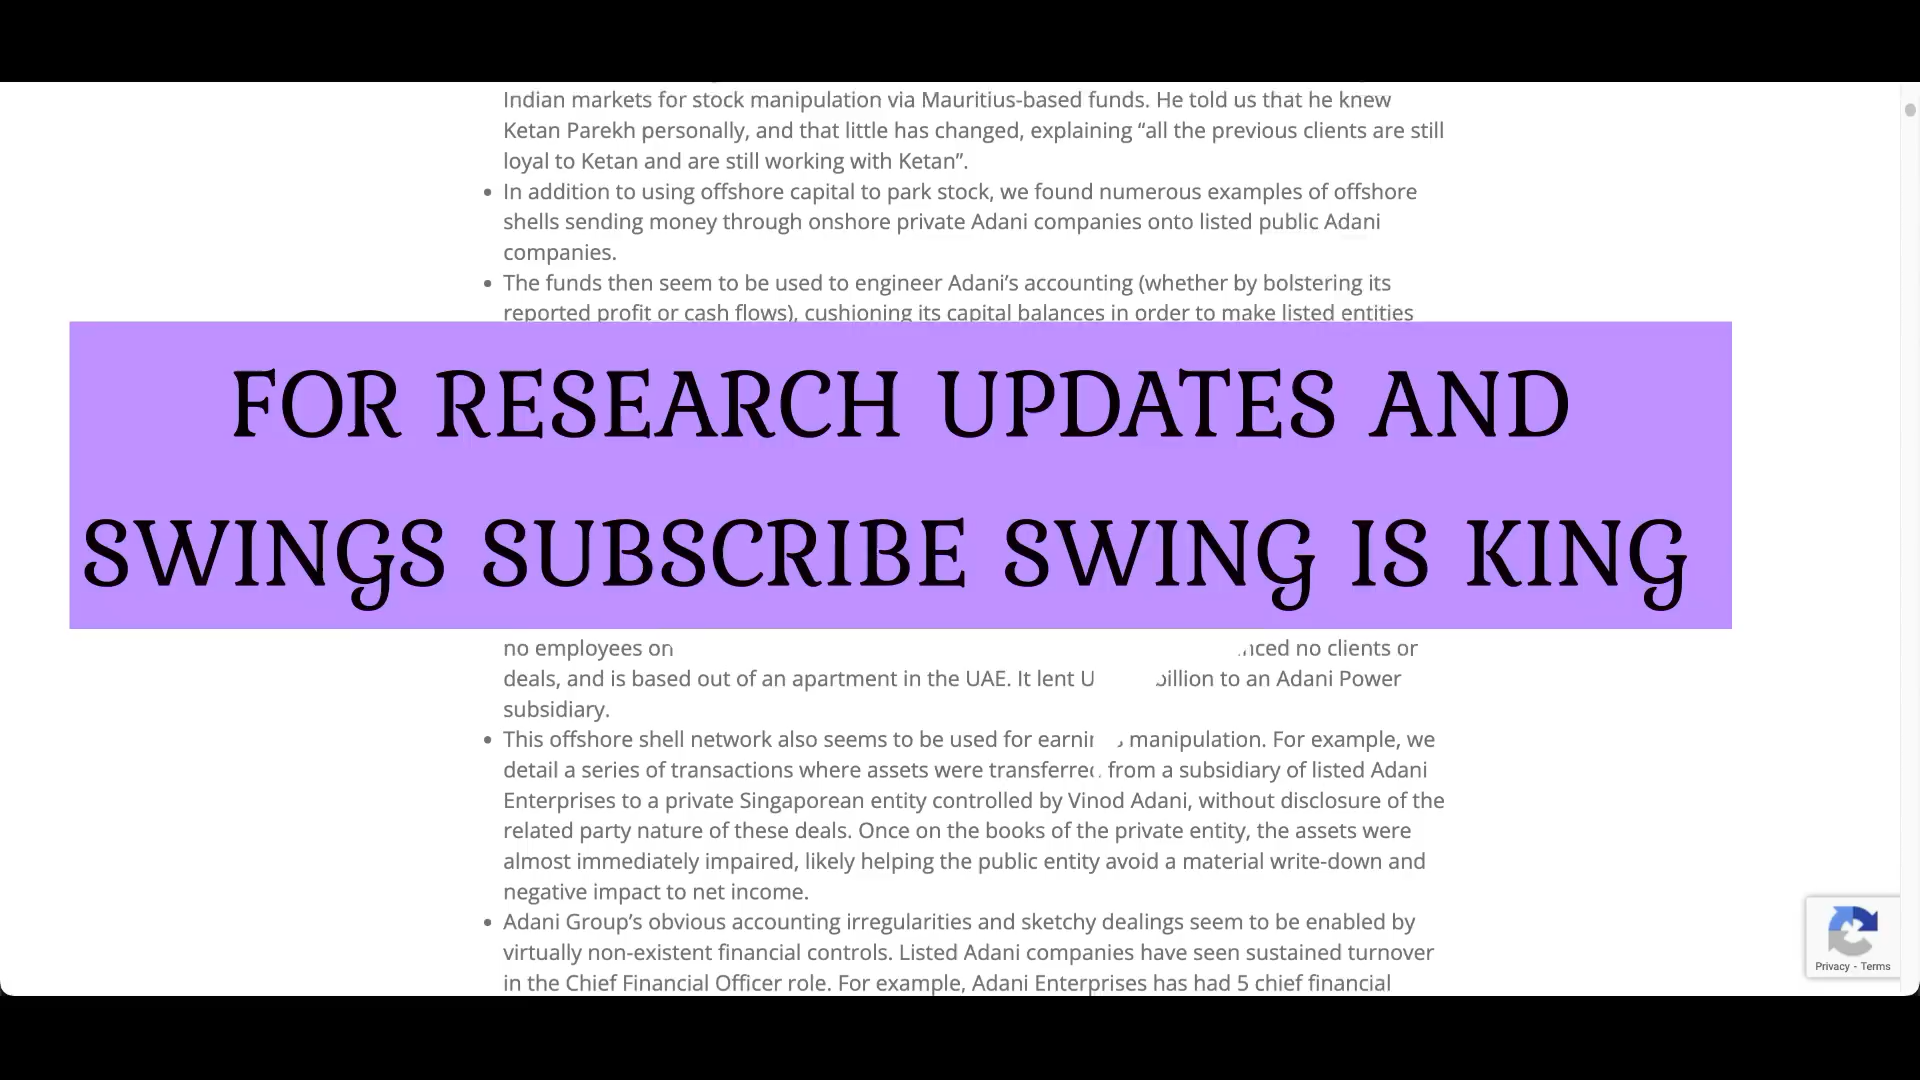 Indian markets for stock manipulation via Mauritius-based funds. He told us that he knew
Ketan Parekh personally, and that little has changed, explaining “all the previous clients are still
loyal to Ketan and are still working with Ketan”.
• In addition to using offshore capital to park stock, we found numerous examples of offshore
shells sending money through onshore private Adani companies onto listed public Adani
companies.
• The funds then seem to be used to engineer Adani’s accounting (whether by bolstering its
reported profit or cash flows), cushioning its capital balances in order to make listed entities
FOR RESEARCH UPDATES AND
SWINGS SUBSCRIBE SWING IS KING
no employees on no clients or
deals, and is based out of an apartment in the UAE. It lent to an Adani Power
subsidiary.
• This offshore shell network also seems to be used for manipulation. For example, we
detail a series of transactions where assets were transferred from a subsidiary of listed Adani
Enterprises to a private Singaporean entity controlled by Vinod Adani, without disclosure of the
related party nature of these deals. Once on the books of the private entity, the assets were
almost immediately impaired, likely helping the public entity avoid a material write-down and
negative impact to net income.
• Adani Group’s obvious accounting irregularities and sketchy dealings seem to be enabled by
virtually non-existent financial controls. Listed Adani companies have seen sustained turnover
in the Chief Financial Officer role. For example, Adani Enterprises has had 5 chief financial
Privacy - Terms